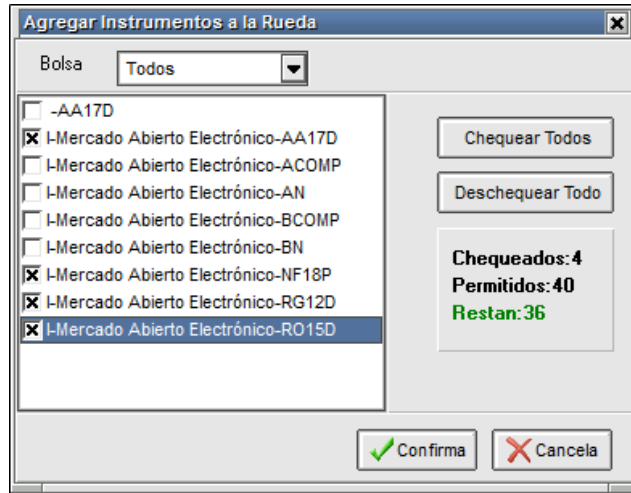 Agregar Instrumentos a la Rueda
Bolsa
Todos
-AA17D
I-Mercado Abierto Electrónico-AA17D
I-Mercado Abierto Electrónico-ACOMP
I-Mercado Abierto Electrónico-AN
I-Mercado Abierto Electrónico-BCOMP
I-Mercado Abierto Electrónico-BN
I-Mercado Abierto Electrónico-NF18P
I-Mercado Abierto Electrónico-RG12D
I-Mercado Abierto Electrónico-RO15D
Chequear Todos
Deschequear Todo
Chequeados:4
Permitidos:40
Restan:36
Confirma
Cancela